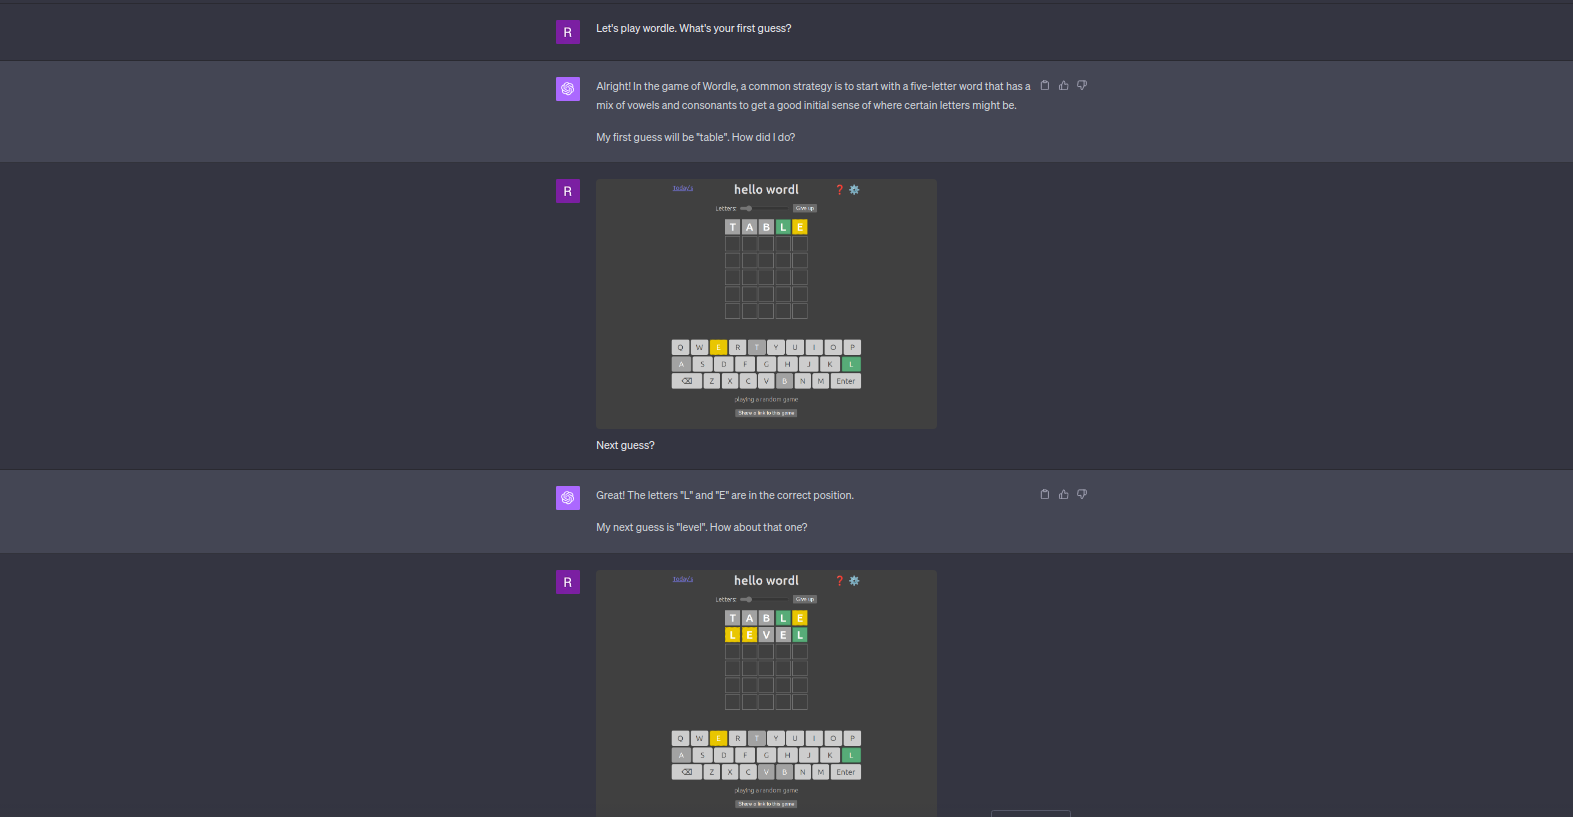 R
Let's play wordle. What's your first guess?
Alright! In the game of Wordle, a common strategy is to start with a five-letter word that has a
mix of vowels and consonants to get a good initial sense of where certain letters might be.
My first guess will be "table". How did I do?
R
Today's
hello wordl
Letters:
Give up
T A B L E
Q W E R T Y U I O P
A S D F G H J K L
Z X C V B N M Enter
playing a random game
Share a link to this game
Next guess?
Great! The letters "L" and "E" are in the correct position.
My next guess is "level". How about that one?
R
Today's
hello wordl
Letters:
Give up
T A B L E
L E V E L
Q W E R T Y U I O P
A S D F G H J K L
Z X C V B N M Enter
playing a random game
Share a link to this game